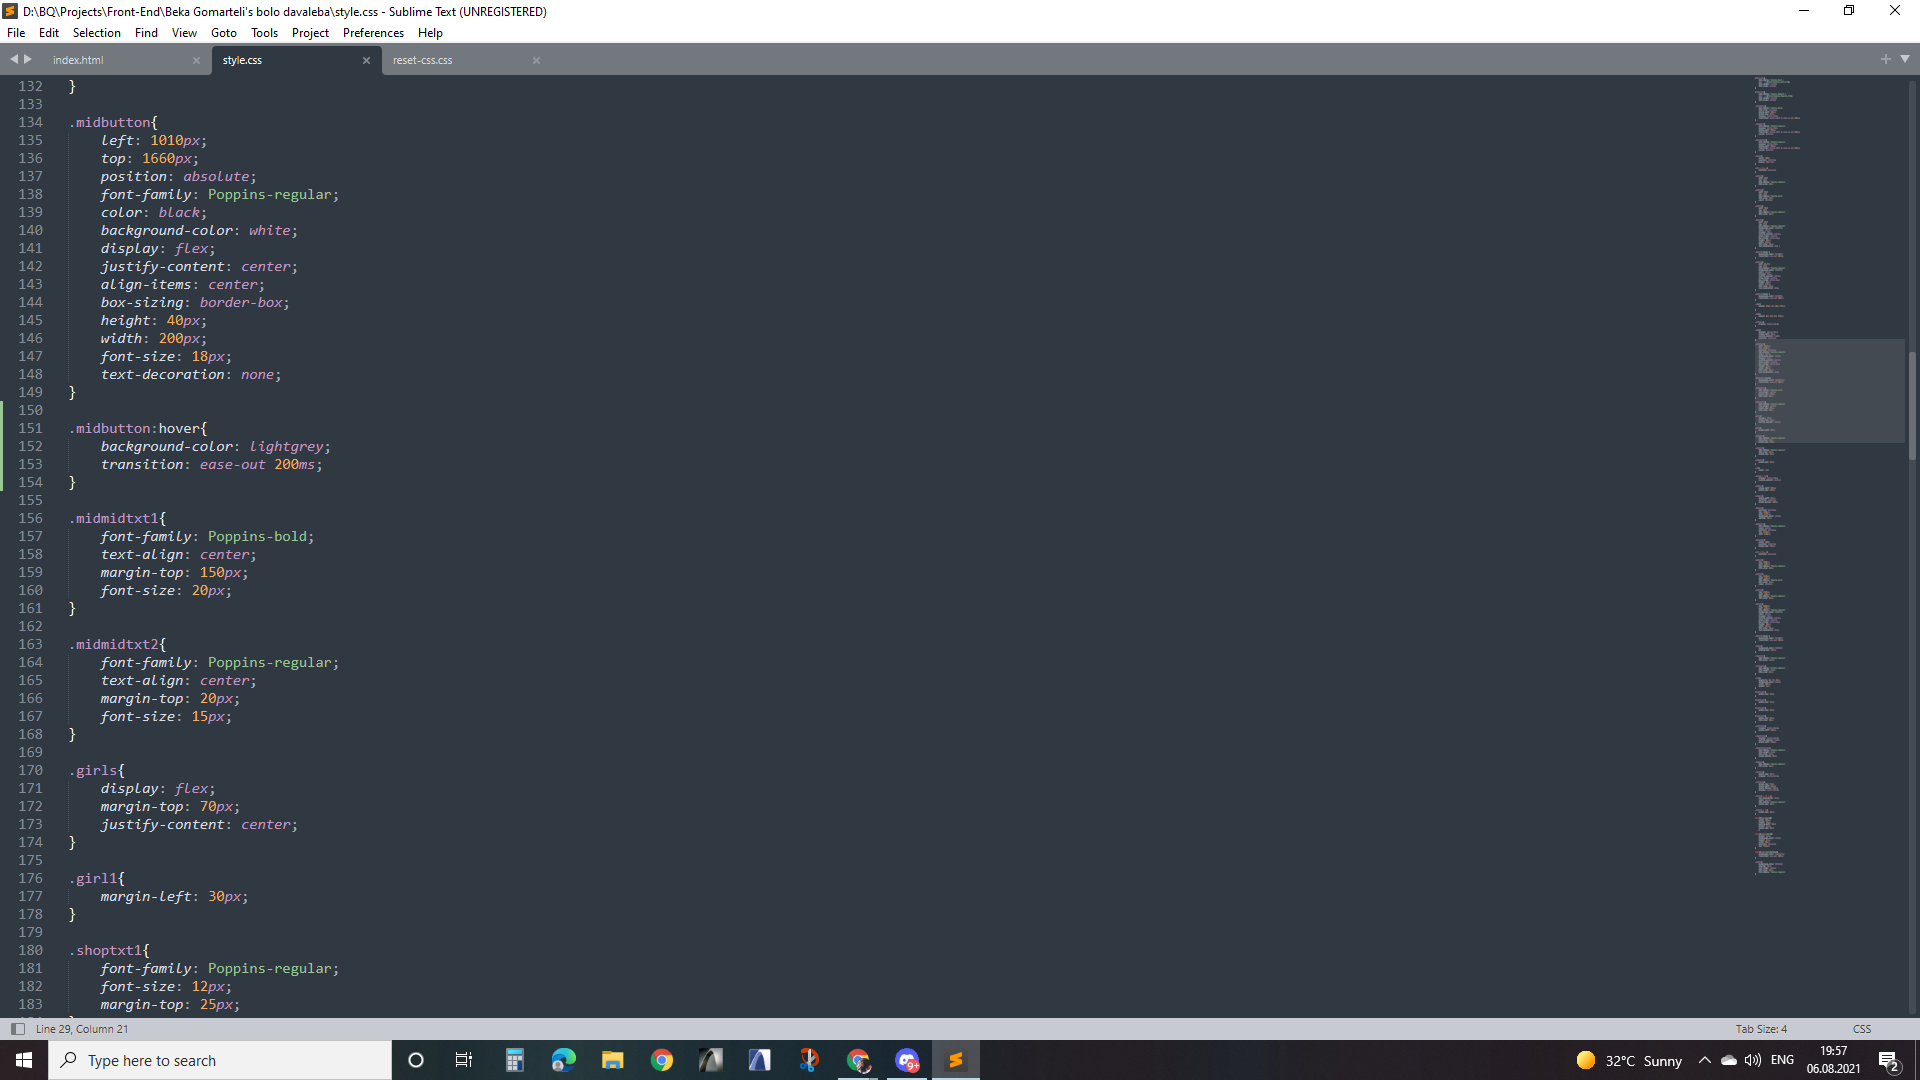 D:\BQ\Projects\Front-End\Beka Gomarteli's bolo davaleba\style.css - Sublime Text (UNREGISTERED)
File Edit Selection Find View Goto Tools Project Preferences Help
index.html style.css reset-css.css
132 }
133
134 .midbutton{
135 left: 1010px;
136 top: 1660px;
137 position: absolute;
138 font-family: Poppins-regular;
139 color: black;
140 background-color: white;
141 display: flex;
142 justify-content: center;
143 align-items: center;
144 box-sizing: border-box;
145 height: 40px;
146 width: 200px;
147 font-size: 18px;
148 text-decoration: none;
149 }
150
151 .midbutton:hover{
152 background-color: lightgrey;
153 transition: ease-out 200ms;
154 }
155
156 .midmidtxt1{
157 font-family: Poppins-bold;
158 text-align: center;
159 margin-top: 150px;
160 font-size: 20px;
161 }
162
163 .midmidtxt2{
164 font-family: Poppins-regular;
165 text-align: center;
166 margin-top: 20px;
167 font-size: 15px;
168 }
169
170 .girls{
171 display: flex;
172 margin-top: 70px;
173 justify-content: center;
174 }
175
176 .girl1{
177 margin-left: 30px;
178 }
179
180 .shoptxt1{
181 font-family: Poppins-regular;
182 font-size: 12px;
183 margin-top: 25px;
Line 29, Column 21 Tab Size: 4 CSS
Type here to search 9+ 32°C Sunny ENG 19:57 2
06.08.2021